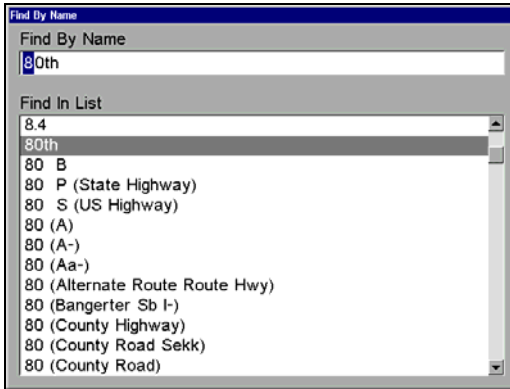 Find By Name
Find By Name
80th
Find In List
8.4
80th
80 B
80 P (State Highway)
80 S (US Highway)
80 (A)
80 (A-)
80 (Aa-)
80 (Alternate Route Route Hwy)
80 (Bangerter Sb I-)
80 (County Highway)
80 (County Road Sekk)
80 (County Road)